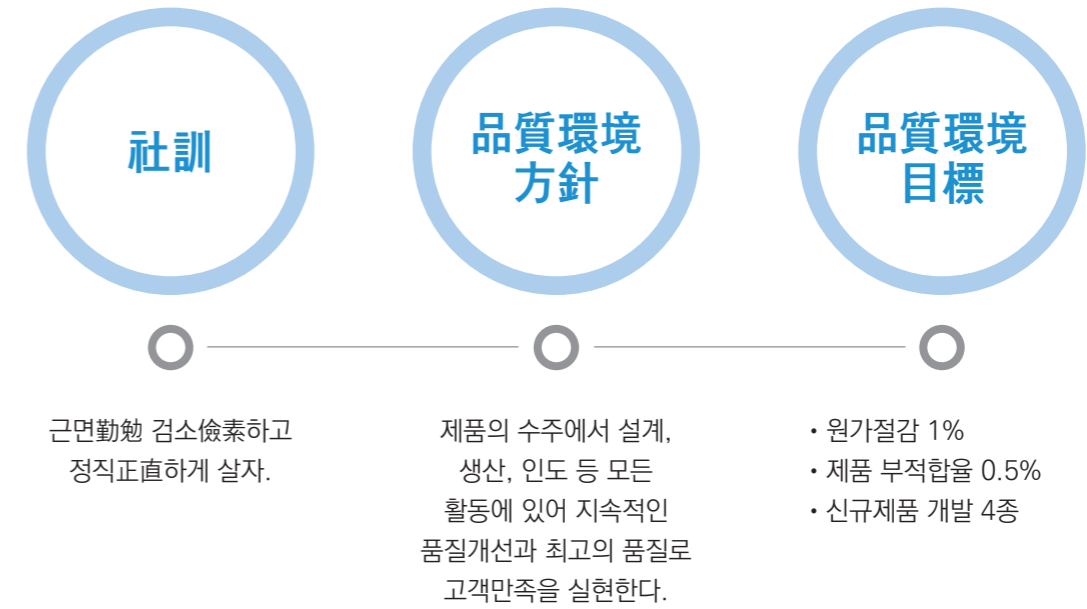 社訓
근면勤勉 검소儉素하고
정직正直하게 살자.
品質環境
方針
제품의 수주에서 설계,
생산, 인도 등 모든
활동에 있어 지속적인
품질개선과 최고의 품질로
고객만족을 실현한다.
品質環境
目標
• 원가절감 1%
• 제품 부적합율 0.5%
• 신규제품 개발 4종